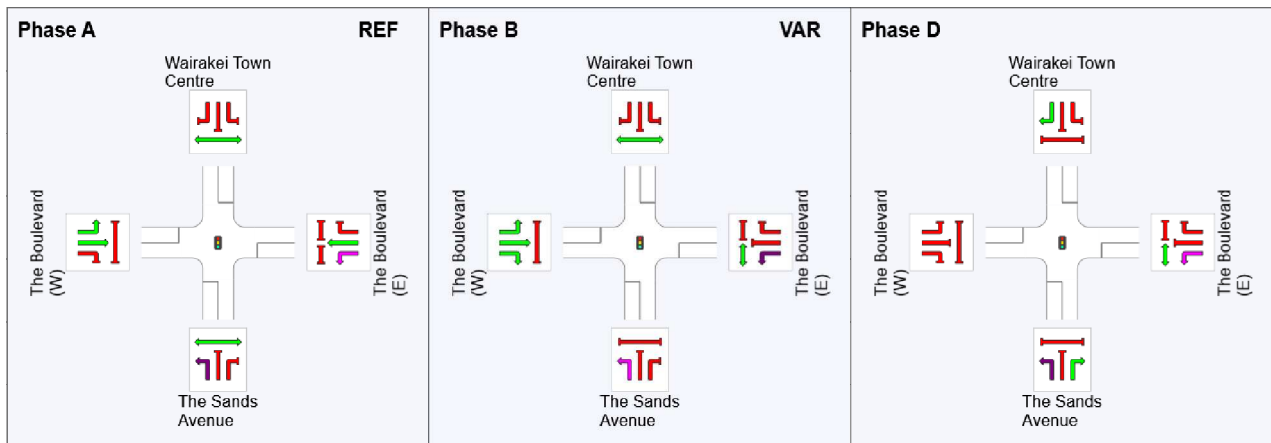 Phase A
REF
Wairakei Town
Centre
The Boulevard
(W)
The Boulevard
(E)
The Sands
Avenue
Phase B
VAR
Wairakei Town
Centre
The Boulevard
(W)
The Boulevard
(E)
The Sands
Avenue
Phase D
Wairakei Town
Centre
The Boulevard
(W)
The Boulevard
(E)
The Sands
Avenue